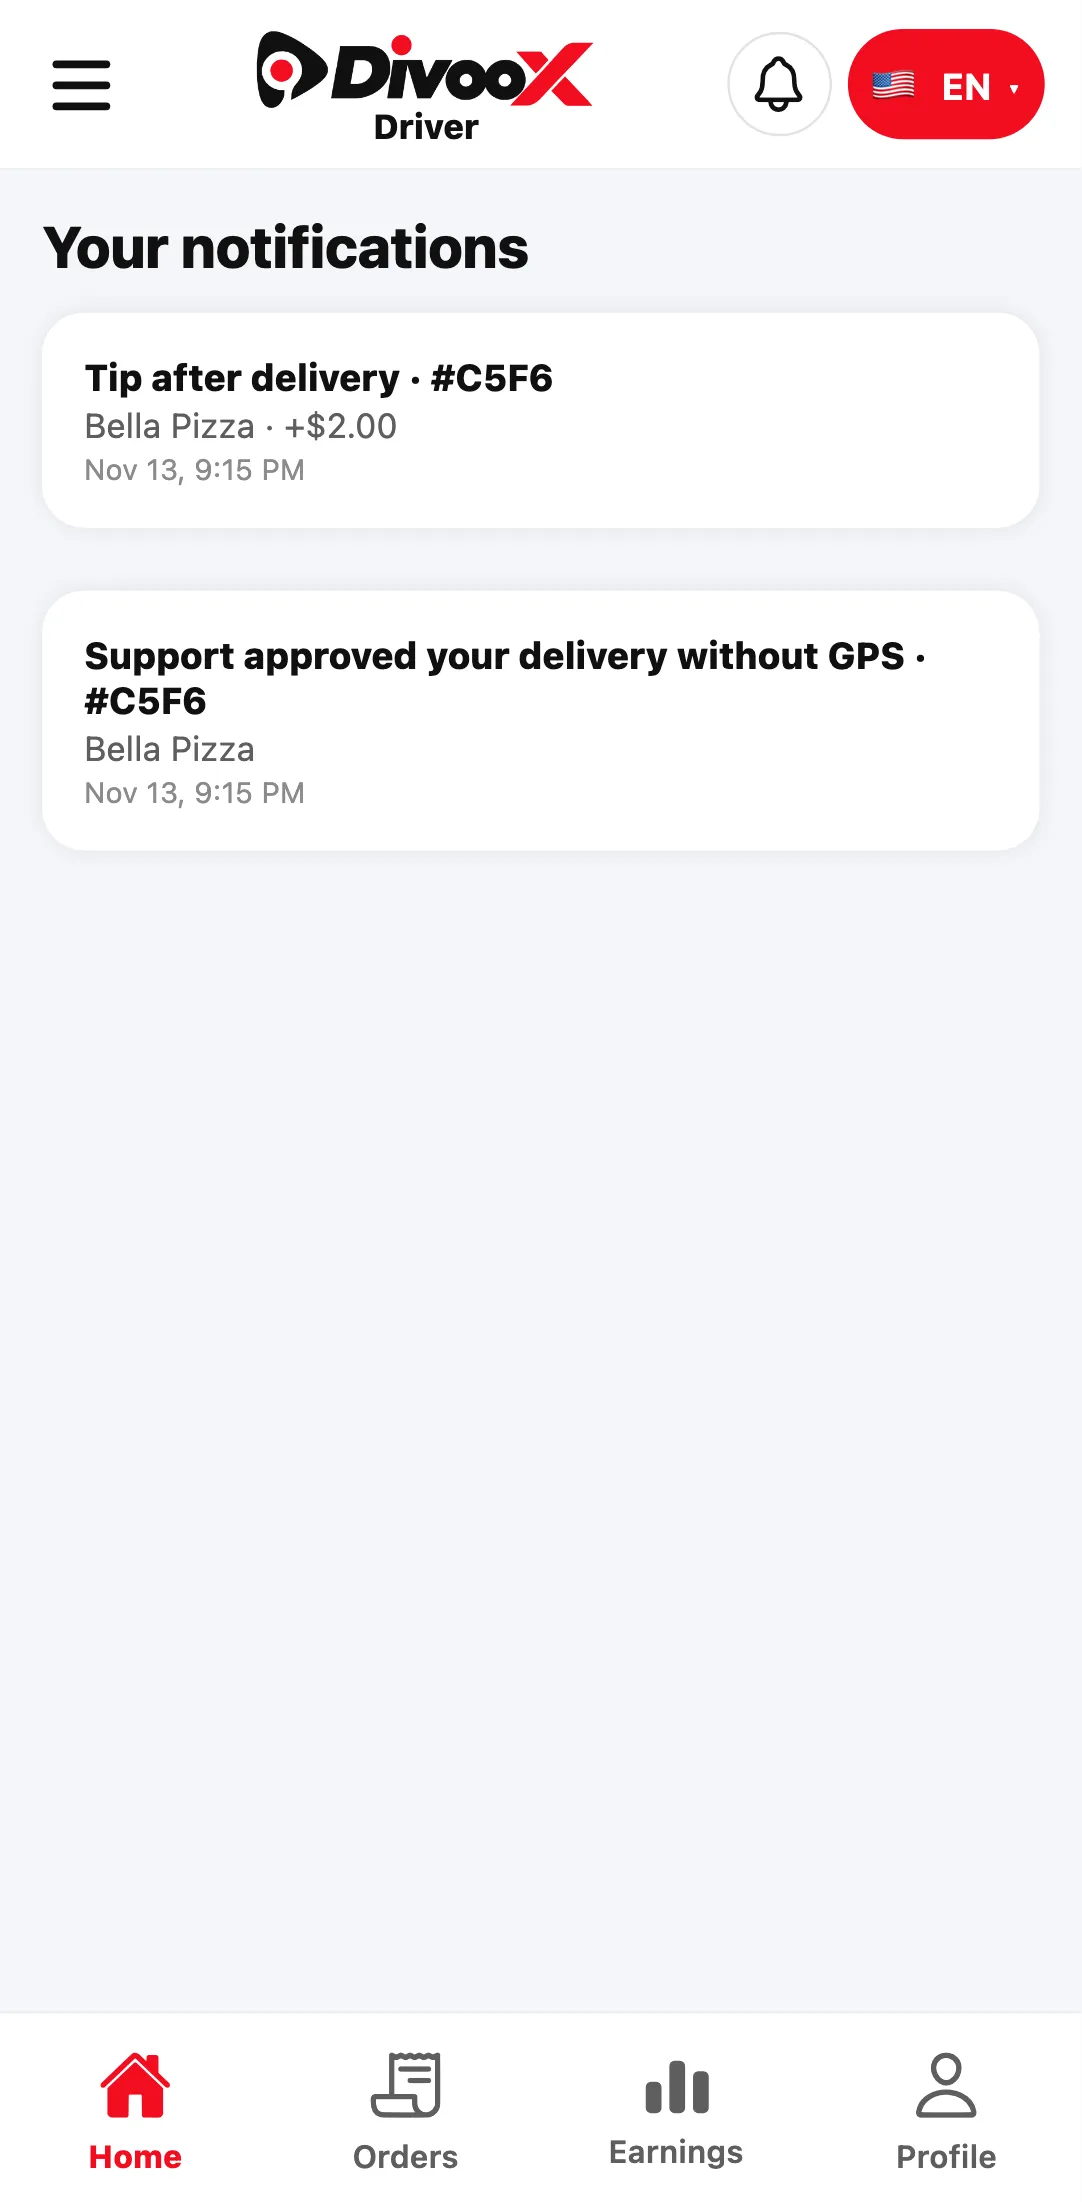 DivooX
Driver
EN
Your notifications
Tip after delivery · #C5F6
Bella Pizza · +$2.00
Nov 13, 9:15 PM
Support approved your delivery without GPS ·
#C5F6
Bella Pizza
Nov 13, 9:15 PM
Home
Orders
Earnings
Profile